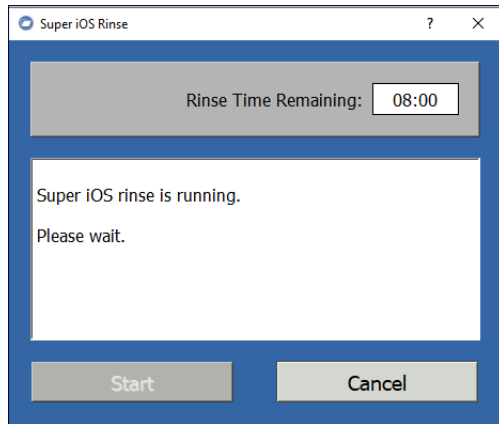 Super iOS Rinse
?
Rinse Time Remaining: 08:00
Super iOS rinse is running.
Please wait.
Start
Cancel